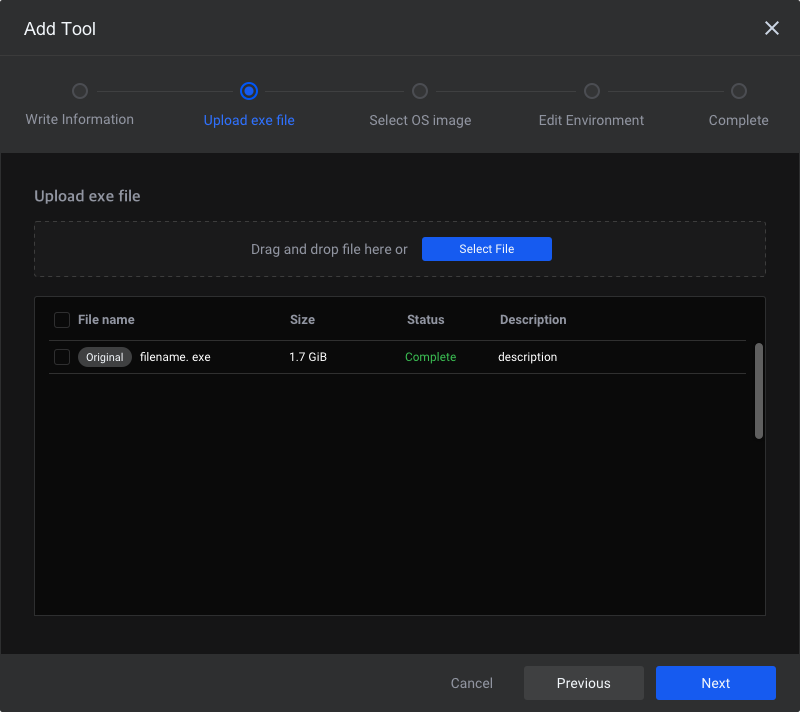 Add Tool
Write Information
Upload exe file
Select OS image
Edit Environment
Complete
Upload exe file
Drag and drop file here or Select File
File name Size Status Description
Original filename. exe 1.7 GiB Complete description
Cancel Previous Next